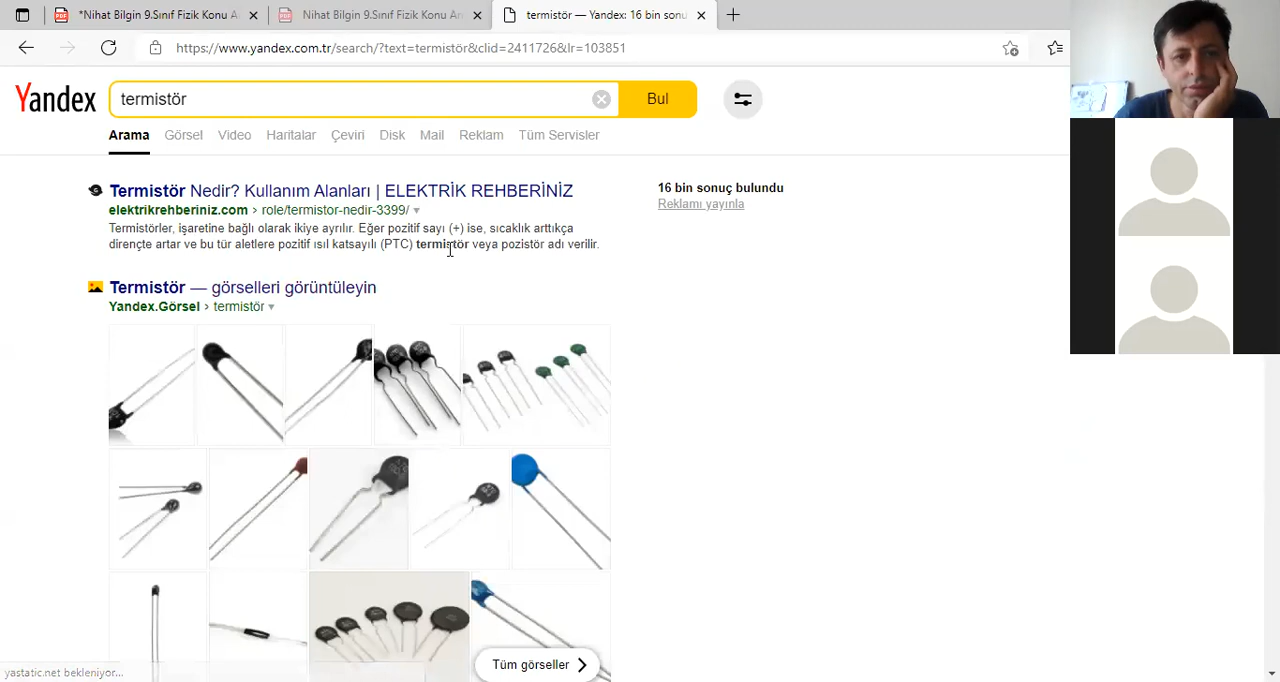 *Nihat Bilgin 9.Sınıf Fizik Konu A
Nihat Bilgin 9.Sınıf Fizik Konu An
termistör — Yandex: 16 bin sonu
https://www.yandex.com.tr/search/?text=termistör&clid=2411726&lr=103851
Yandex
termistör
Bul
Arama Görsel Video Haritalar Çeviri Disk Mail Reklam Tüm Servisler
Termistör Nedir? Kullanım Alanları | ELEKTRİK REHBERİNİZ
elektrikrehberiniz.com › role/termistor-nedir-3399/
Termistörler, işaretine bağlı olarak ikiye ayrılır. Eğer pozitif sayı (+) ise, sıcaklık arttıkça
dirençte artar ve bu tür aletlere pozitif ısıl katsayılı (PTC) termistör veya pozistör adı verilir.
16 bin sonuç bulundu
Reklamı yayınla
Termistör — görselleri görüntüleyin
Yandex.Görsel › termistör
Tüm görseller
yastatic.net bekleniyor...